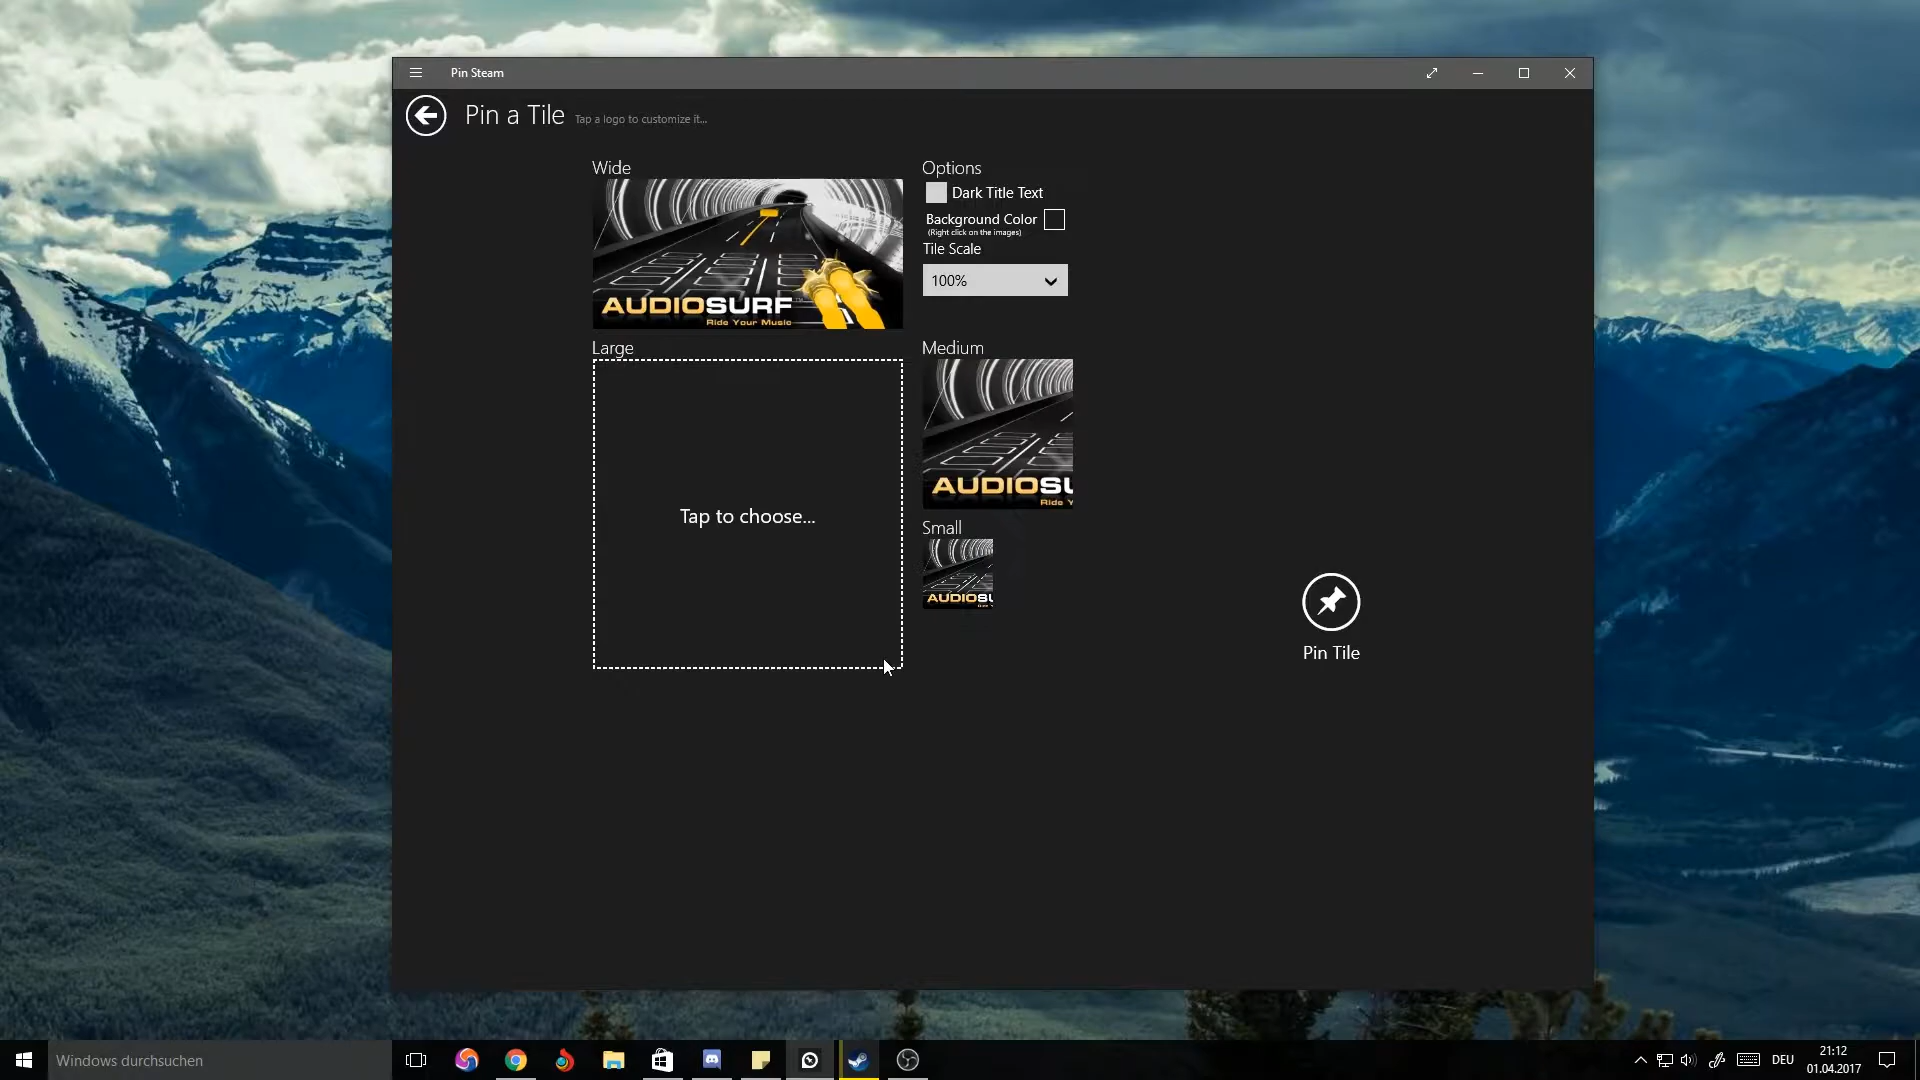 Pin Steam
Pin a Tile Tap a logo to customize it...
Wide
AUDIOSURF
Ride Your Music
Options
Dark Title Text
Background Color
(Right click on the images)
Tile Scale
100%
Large
Tap to choose...
Medium
AUDIOSU
Ride Y
Small
AUDIOSU
Pin Tile
Windows durchsuchen
DEU
21:12
01.04.2017